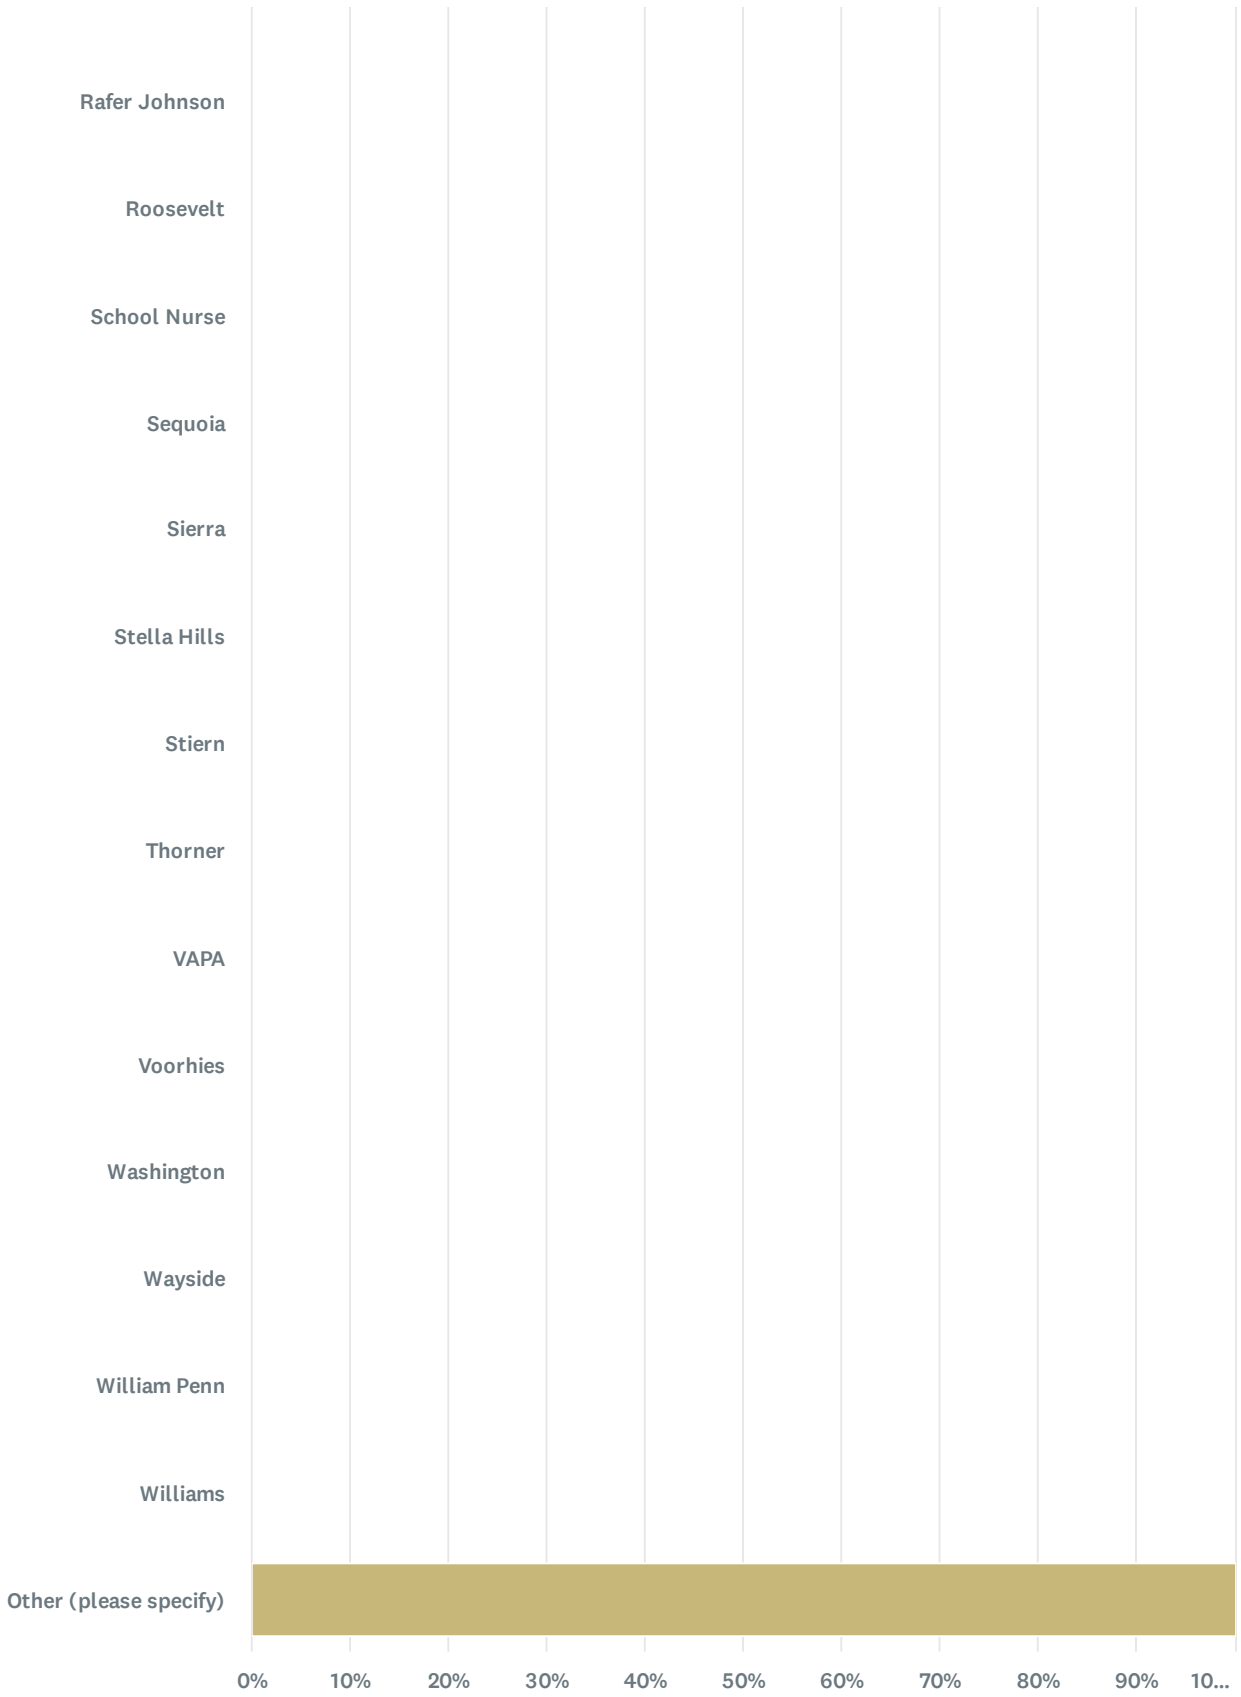 Rafer Johnson
Roosevelt
School Nurse
Sequoia
Sierra
Stella Hills
Stiern
Thorner
VAPA
Voorhies
Washington
Wayside
William Penn
Williams
Other (please specify)
0% 10% 20% 30% 40% 50% 60% 70% 80% 90% 10...